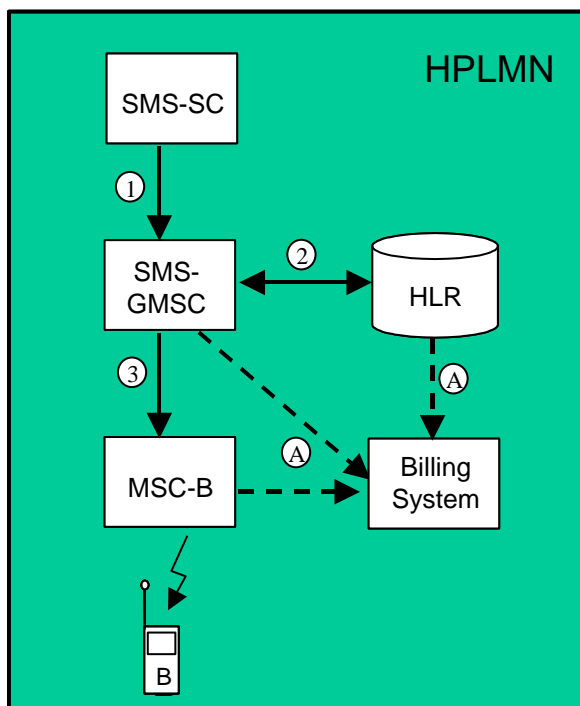 HPLMN
SMS-SC
1
SMS-
GMSC
2
HLR
3
A
A
MSC-B
Billing
System
B